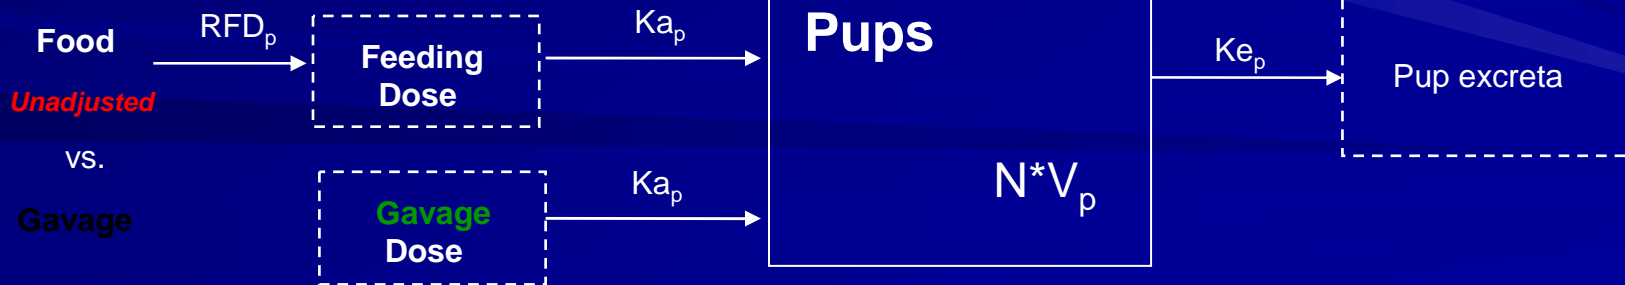 Food
Unadjusted
vs.
Gavage
RFDp
Feeding
Dose
Kap
Gavage
Dose
Kap
Pups
N*Vp
Kep
Pup excreta